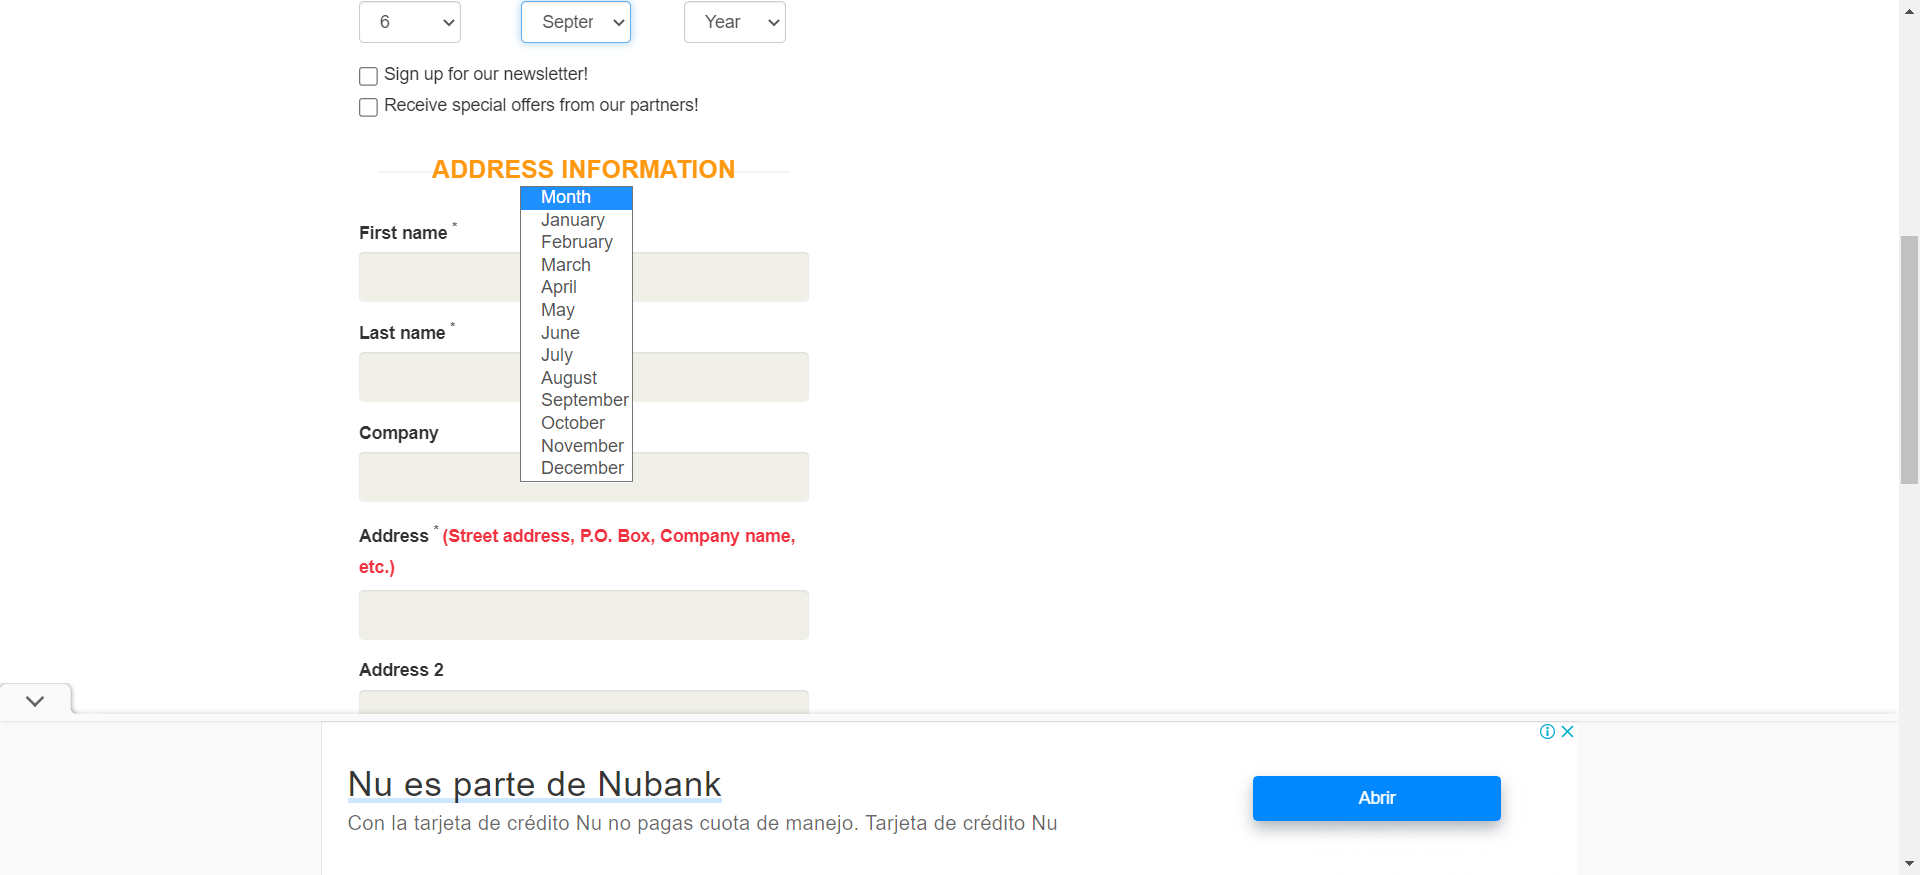 6 Septer Year
Sign up for our newsletter!
Receive special offers from our partners!
ADDRESS INFORMATION
Month
January
February
March
April
May
June
July
August
September
October
November
December
First name *
Last name *
Company
Address * (Street address, P.O. Box, Company name,
etc.)
Address 2
Nu es parte de Nubank
Con la tarjeta de crédito Nu no pagas cuota de manejo. Tarjeta de crédito Nu
Abrir